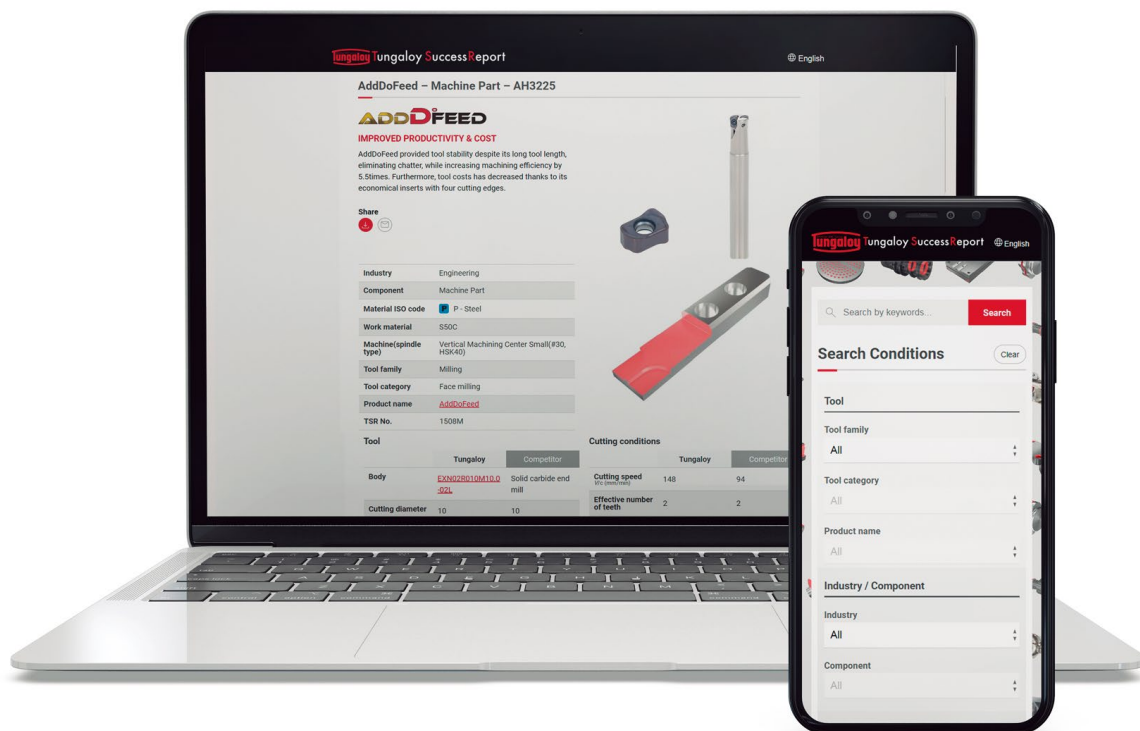 Tungaloy Tungaloy SuccessReport English
AddDoFeed – Machine Part – AH3225
ADDDOFEED
IMPROVED PRODUCTIVITY & COST
AddDoFeed provided tool stability despite its long tool length,
eliminating chatter, while increasing machining efficiency by
5.5times. Furthermore, tool costs has decreased thanks to its
economical inserts with four cutting edges.
Share
Industry Engineering
Component Machine Part
Material ISO code P P - Steel
Work material S50C
Machine(spindle type) Vertical Machining Center Small(#30, HSK40)
Tool family Milling
Tool category Face milling
Product name AddDoFeed
TSR No. 1508M
Tool
Tungaloy Competitor
Body EXN02R010M10.0-02L Solid carbide end mill
Cutting diameter 10 10
Cutting conditions
Tungaloy Competitor
Cutting speed 148 94
Effective number of teeth 2 2
Tungaloy Tungaloy SuccessReport English
Search by keywords... Search
Search Conditions Clear
Tool
Tool family
All
Tool category
All
Product name
All
Industry / Component
Industry
All
Component
All